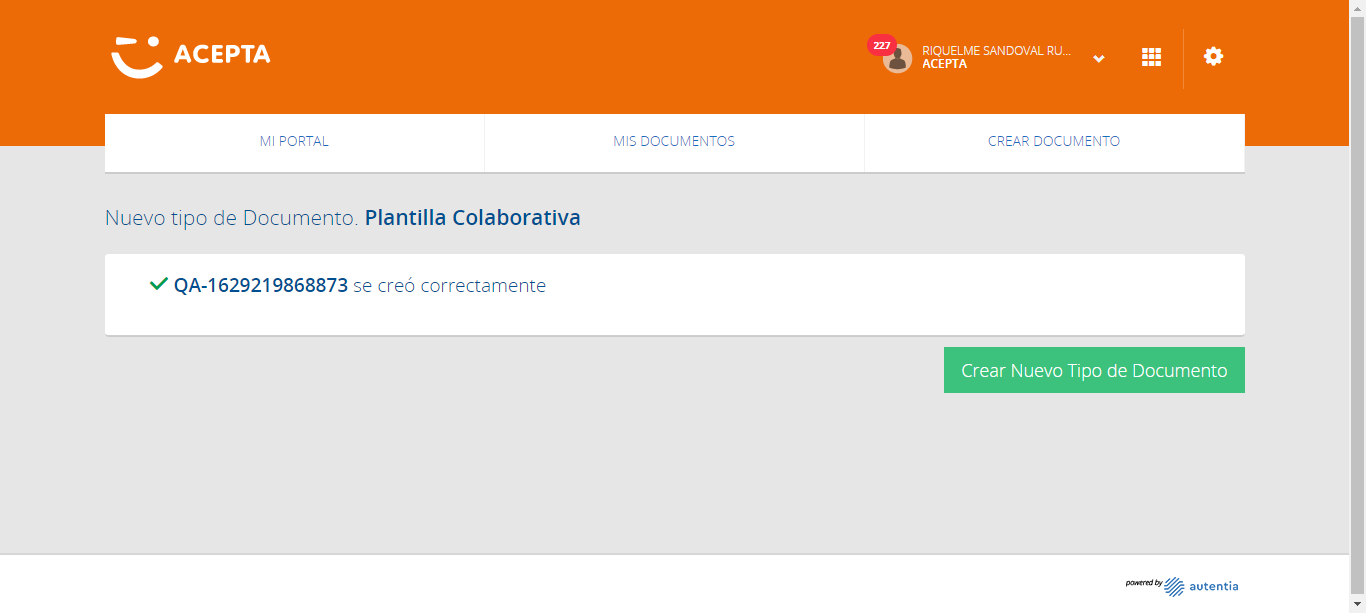 ACEPTA
227
RIQUELME SANDOVAL RU...
ACEPTA
MI PORTAL
MIS DOCUMENTOS
CREAR DOCUMENTO
Nuevo tipo de Documento. Plantilla Colaborativa
QA-1629219868873 se creó correctamente
Crear Nuevo Tipo de Documento
powered by autentia